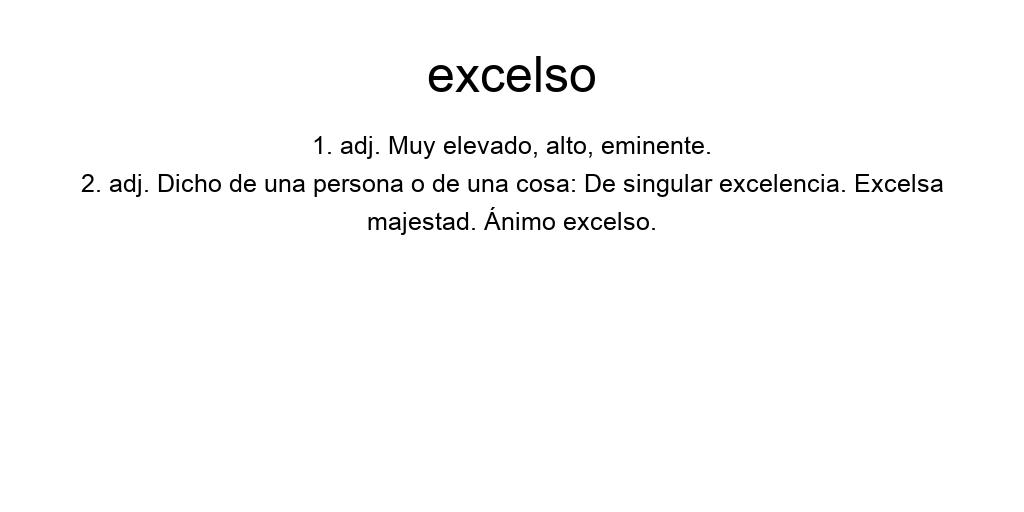 excelso
1. adj. Muy elevado, alto, eminente.
2. adj. Dicho de una persona o de una cosa: De singular excelencia. Excelsa
majestad. Ánimo excelso.